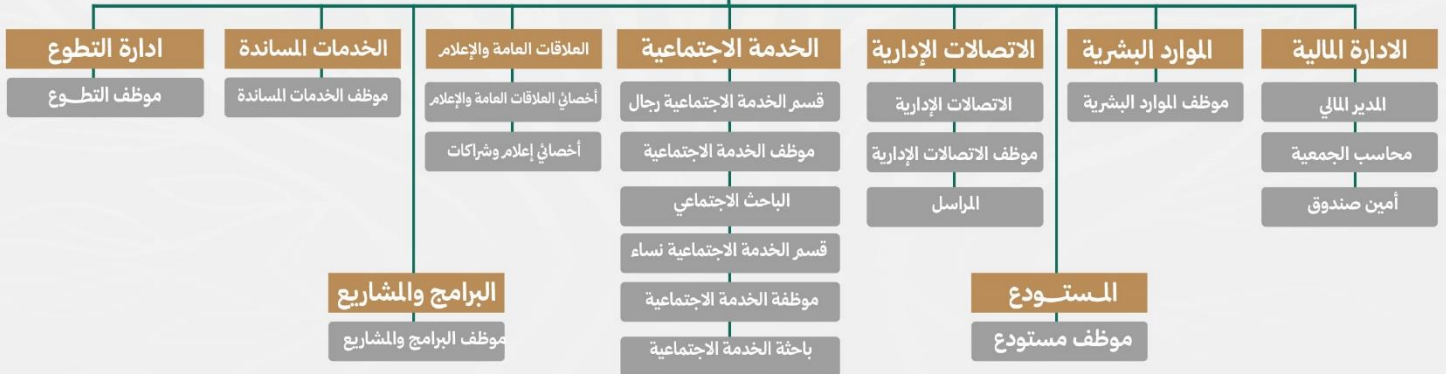 الادارة المالية
المدير المالي
محاسب الجمعية
أمين صندوق
الموارد البشرية
موظف الموارد البشرية
الاتصالات الإدارية
الاتصالات الإدارية
موظف الاتصالات الإدارية
المراسل
الخدمة الاجتماعية
قسم الخدمة الاجتماعية رجال
موظف الخدمة الاجتماعية
الباحث الاجتماعي
قسم الخدمة الاجتماعية نساء
موظفة الخدمة الاجتماعية
باحثة الخدمة الاجتماعية
العلاقات العامة والإعلام
أخصائي العلاقات العامة والإعلام
أخصائي إعلام وشراكات
الخدمات المساندة
موظف الخدمات المساندة
ادارة التطوع
موظف التطــوع
المـستــودع
موظف مستودع
البرامج والمشاريع
موظف البرامج والمشاريع